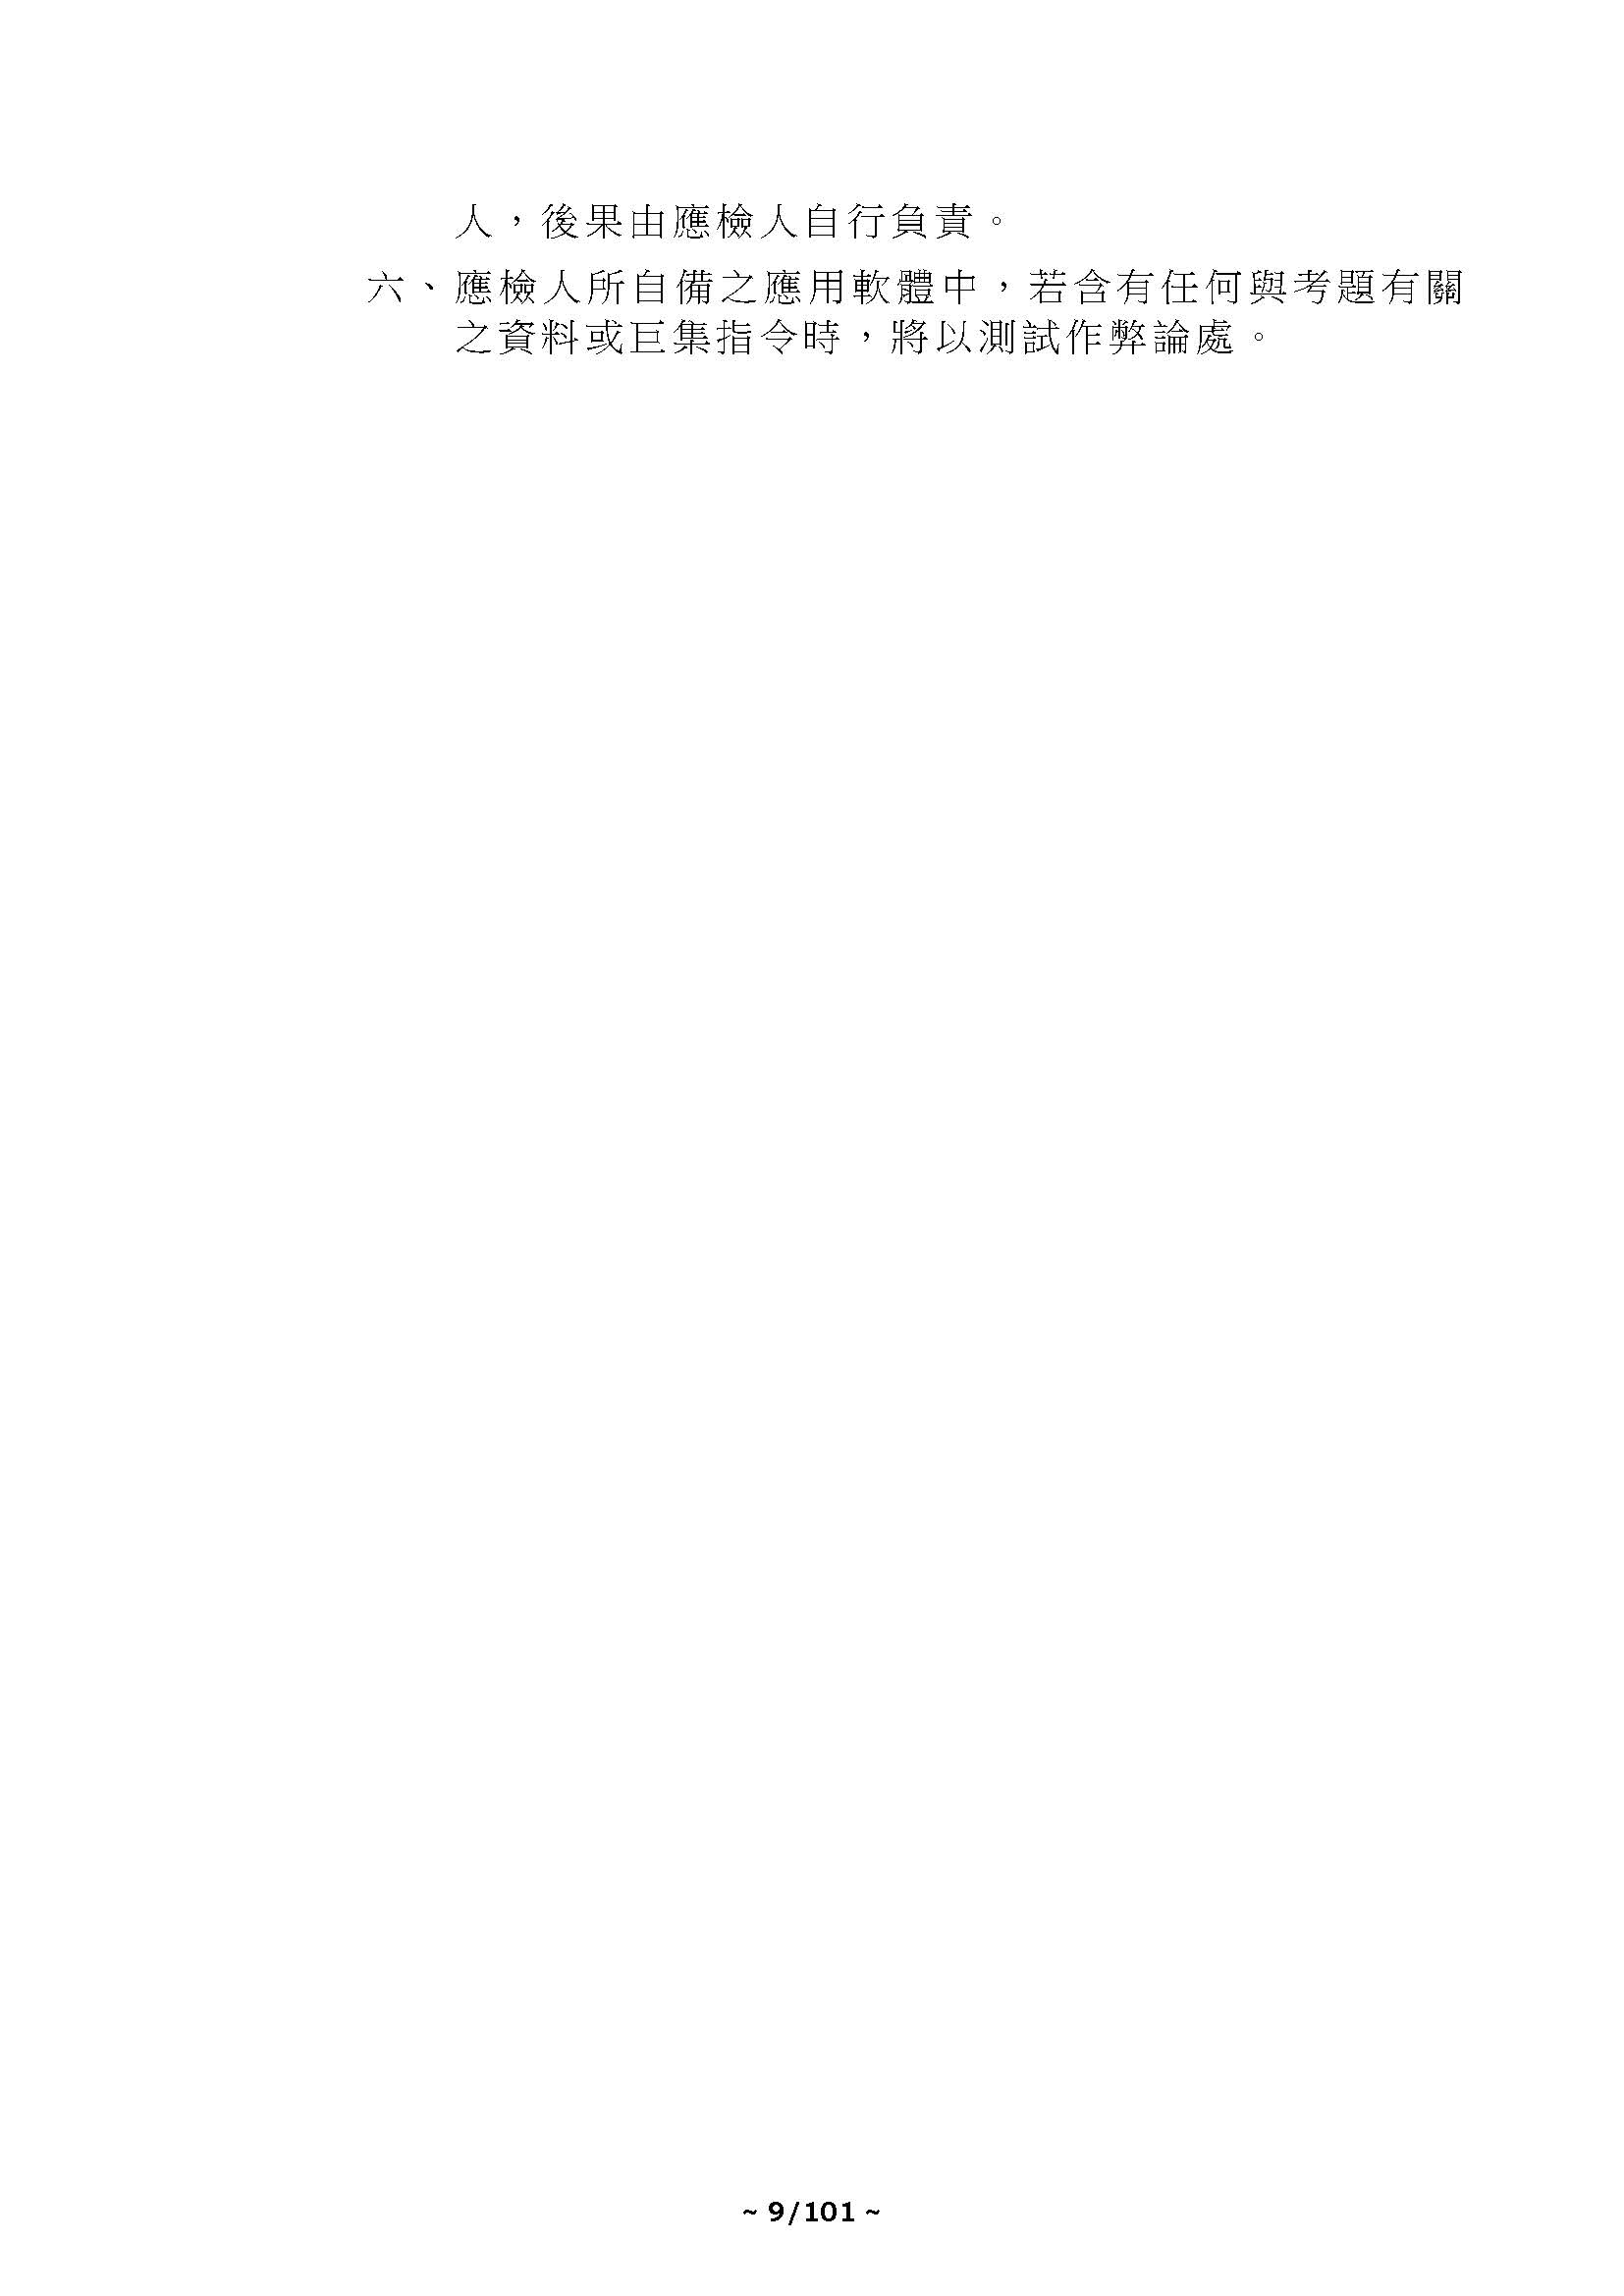 人，後果由應檢人自行負責。
六、應檢人所自備之應用軟體中，若含有任何與考題有關
之資料或巨集指令時，將以測試作弊論處。
~ 9/101 ~